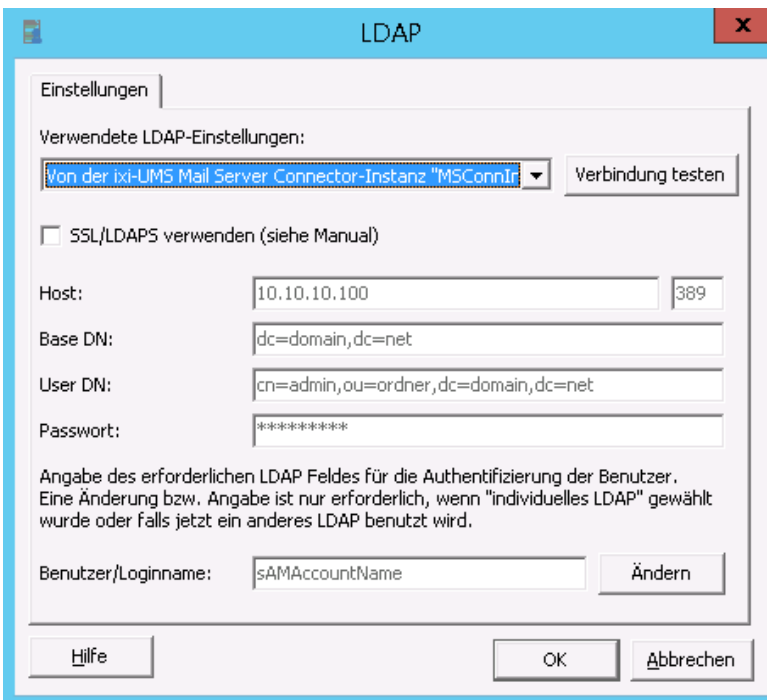 LDAP
x
Einstellungen
Verwendete LDAP-Einstellungen:
Von der ixi-UMS Mail Server Connector-Instanz "MSConnIr
Verbindung testen
SSL/LDAPS verwenden (siehe Manual)
Host: 10.10.10.100 389
Base DN: dc=domain,dc=net
User DN: cn=admin,ou=ordner,dc=domain,dc=net
Passwort: *********
Angabe des erforderlichen LDAP Feldes für die Authentifizierung der Benutzer.
Eine Änderung bzw. Angabe ist nur erforderlich, wenn "individuelles LDAP" gewählt
wurde oder falls jetzt ein anderes LDAP benutzt wird.
Benutzer/Loginname: sAMAccountName Ändern
Hilfe OK Abbrechen